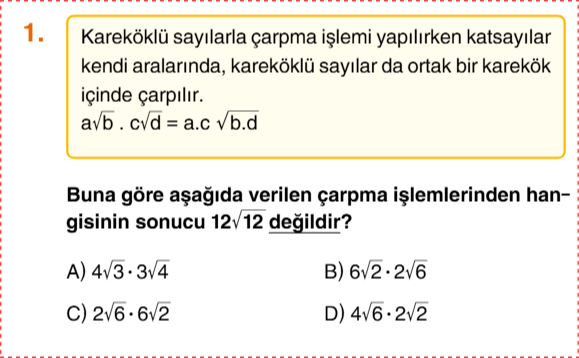 1.
Kareköklü sayılarla çarpma işlemi yapılırken katsayılar
kendi aralarında, kareköklü sayılar da ortak bir karekök
içinde çarpılır.
a√b . c√d = a.c √b.d
Buna göre aşağıda verilen çarpma işlemlerinden han-
gisinin sonucu 12√12 değildir?
A) 4√3 · 3√4 B) 6√2 · 2√6
C) 2√6 · 6√2 D) 4√6 · 2√2